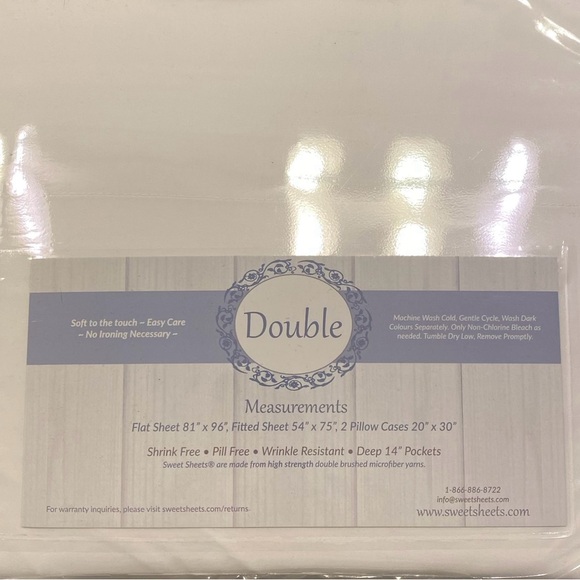 Soft to the touch ~ Easy Care
~ No Ironing Necessary ~
Double
Machine Wash Cold, Gentle Cycle, Wash Dark
Colours Separately. Only Non-Chlorine Bleach as
needed. Tumble Dry Low, Remove Promptly.
Measurements
Flat Sheet 81" x 96", Fitted Sheet 54" x 75", 2 Pillow Cases 20" x 30"
Shrink Free • Pill Free • Wrinkle Resistant • Deep 14" Pockets
Sweet Sheets® are made from high strength double brushed microfiber yarns.
For warranty inquiries, please visit sweetsheets.com/returns
1-866-886-8722
info@sweetsheets.com
www.sweetsheets.com